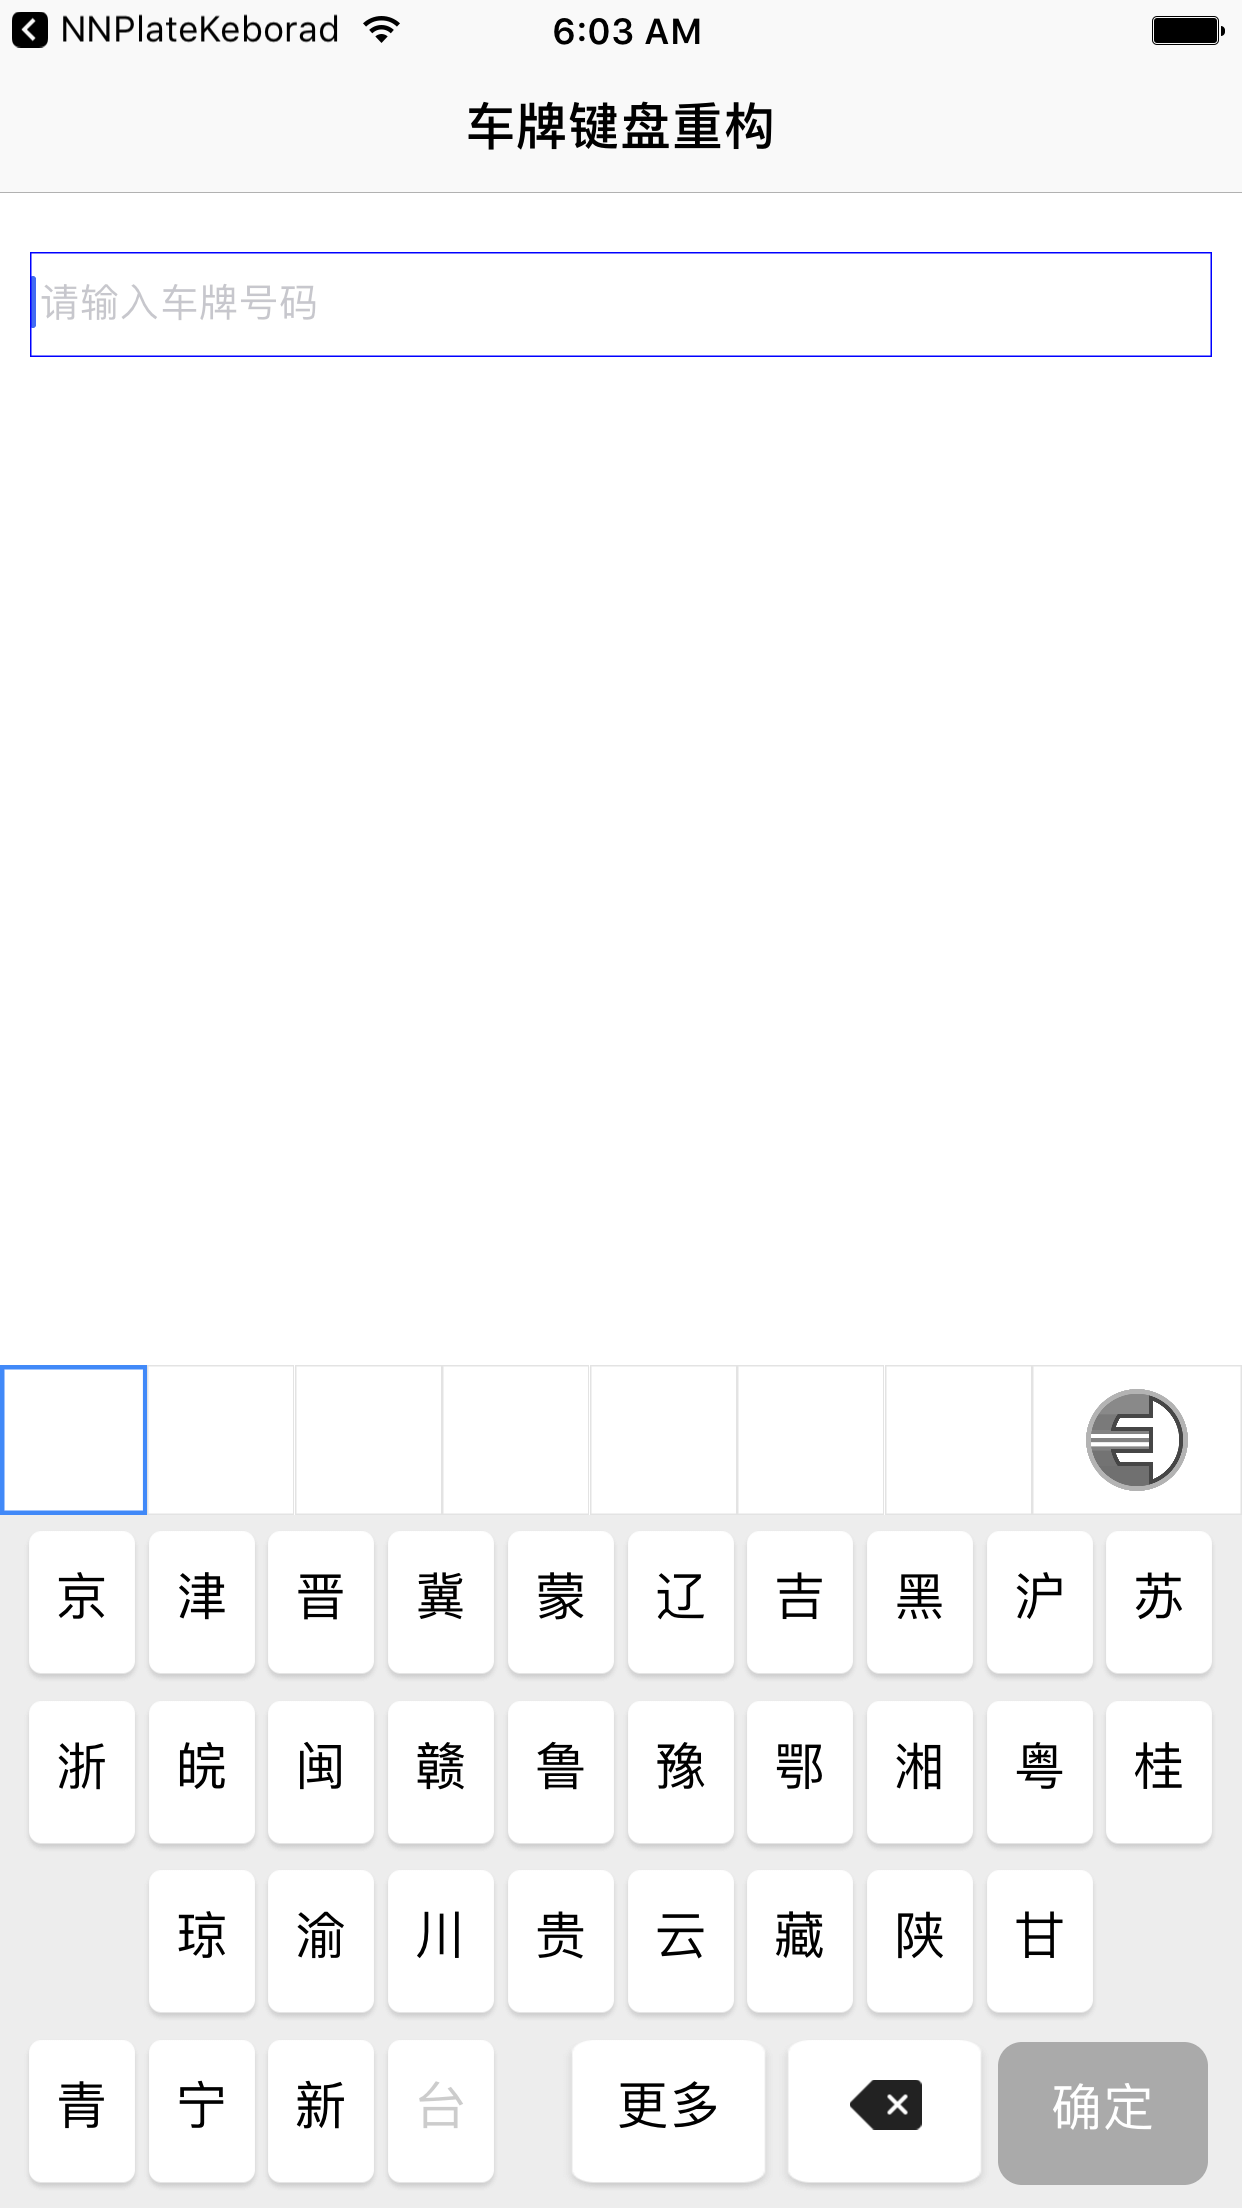 NNPlateKeborad 6:03 AM
车牌键盘重构
请输入车牌号码
京 津 晋 冀 蒙 辽 吉 黑 沪 苏
浙 皖 闽 赣 鲁 豫 鄂 湘 粤 桂
琼 渝 川 贵 云 藏 陕 甘
青 宁 新 台 更多 确定